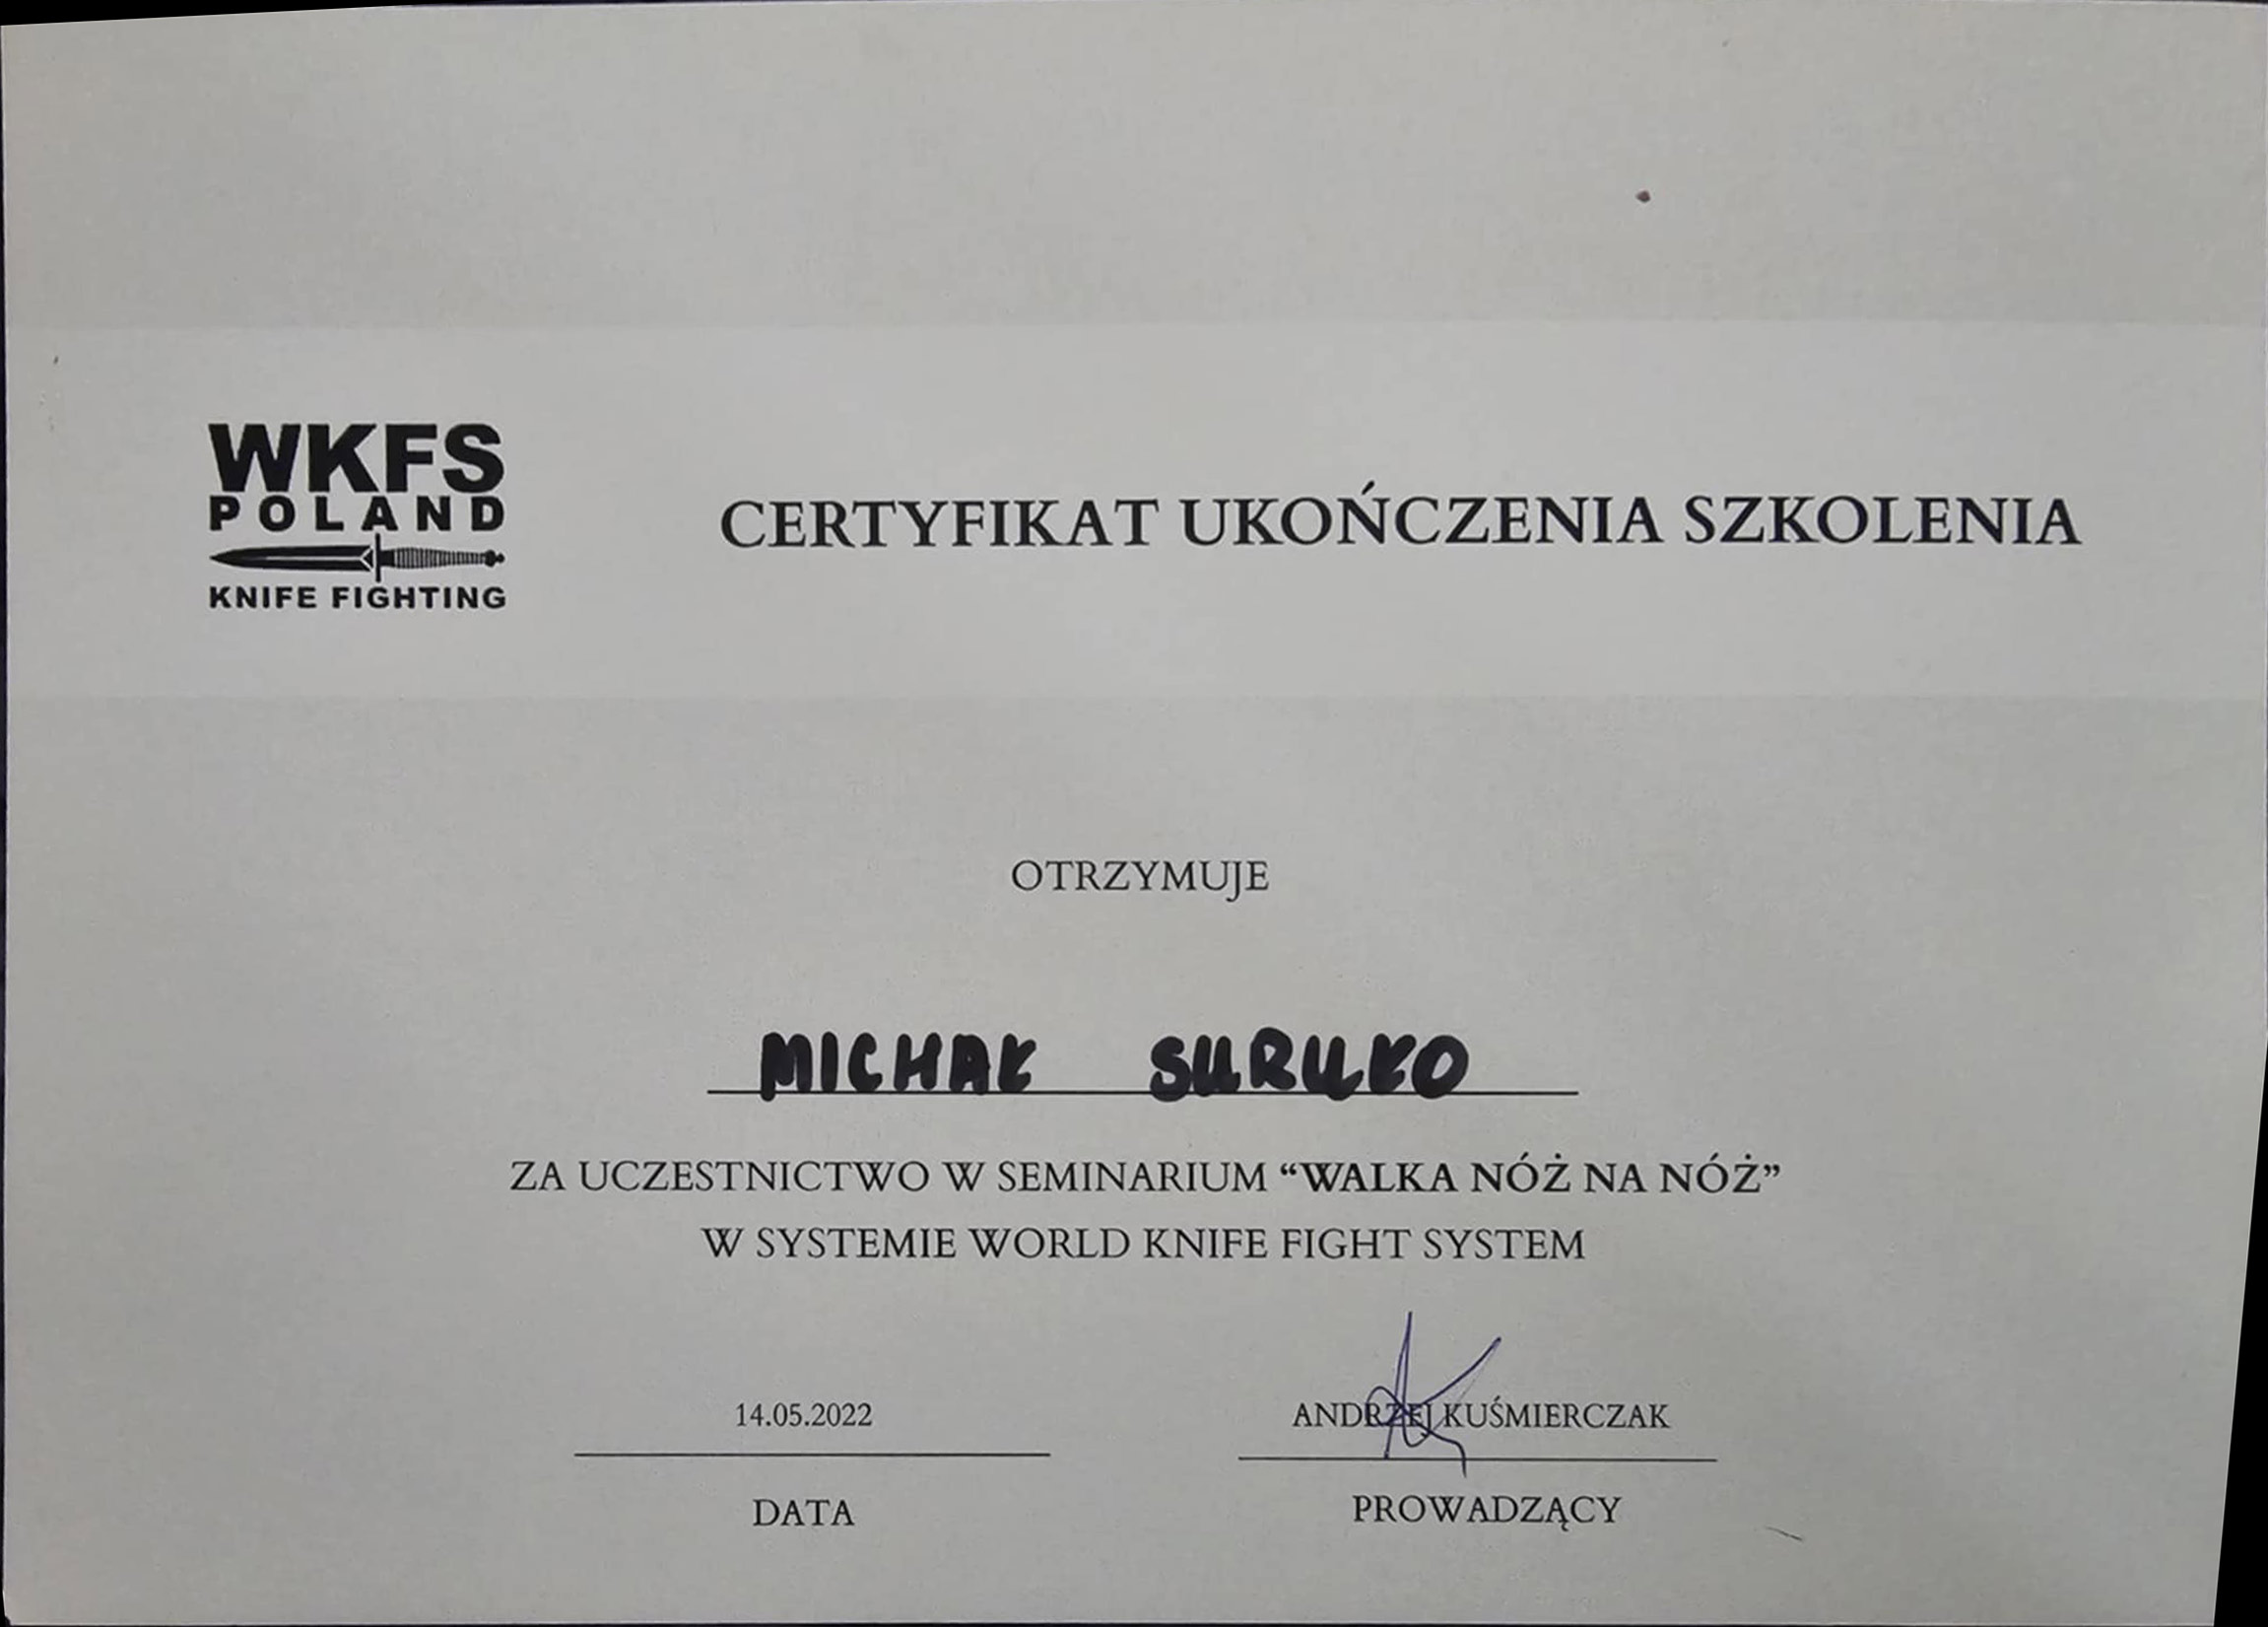 WKFS
POLAND
KNIFE FIGHTING
CERTYFIKAT UKOŃCZENIA SZKOLENIA
OTRZYMUJE
MICHAŁ SURUŁO
ZA UCZESTNICTWO W SEMINARIUM “WALKA NÓŻ NA NÓŻ”
W SYSTEMIE WORLD KNIFE FIGHT SYSTEM
14.05.2022
DATA
ANDRZEJ KUŚMIERCZAK
PROWADZĄCY